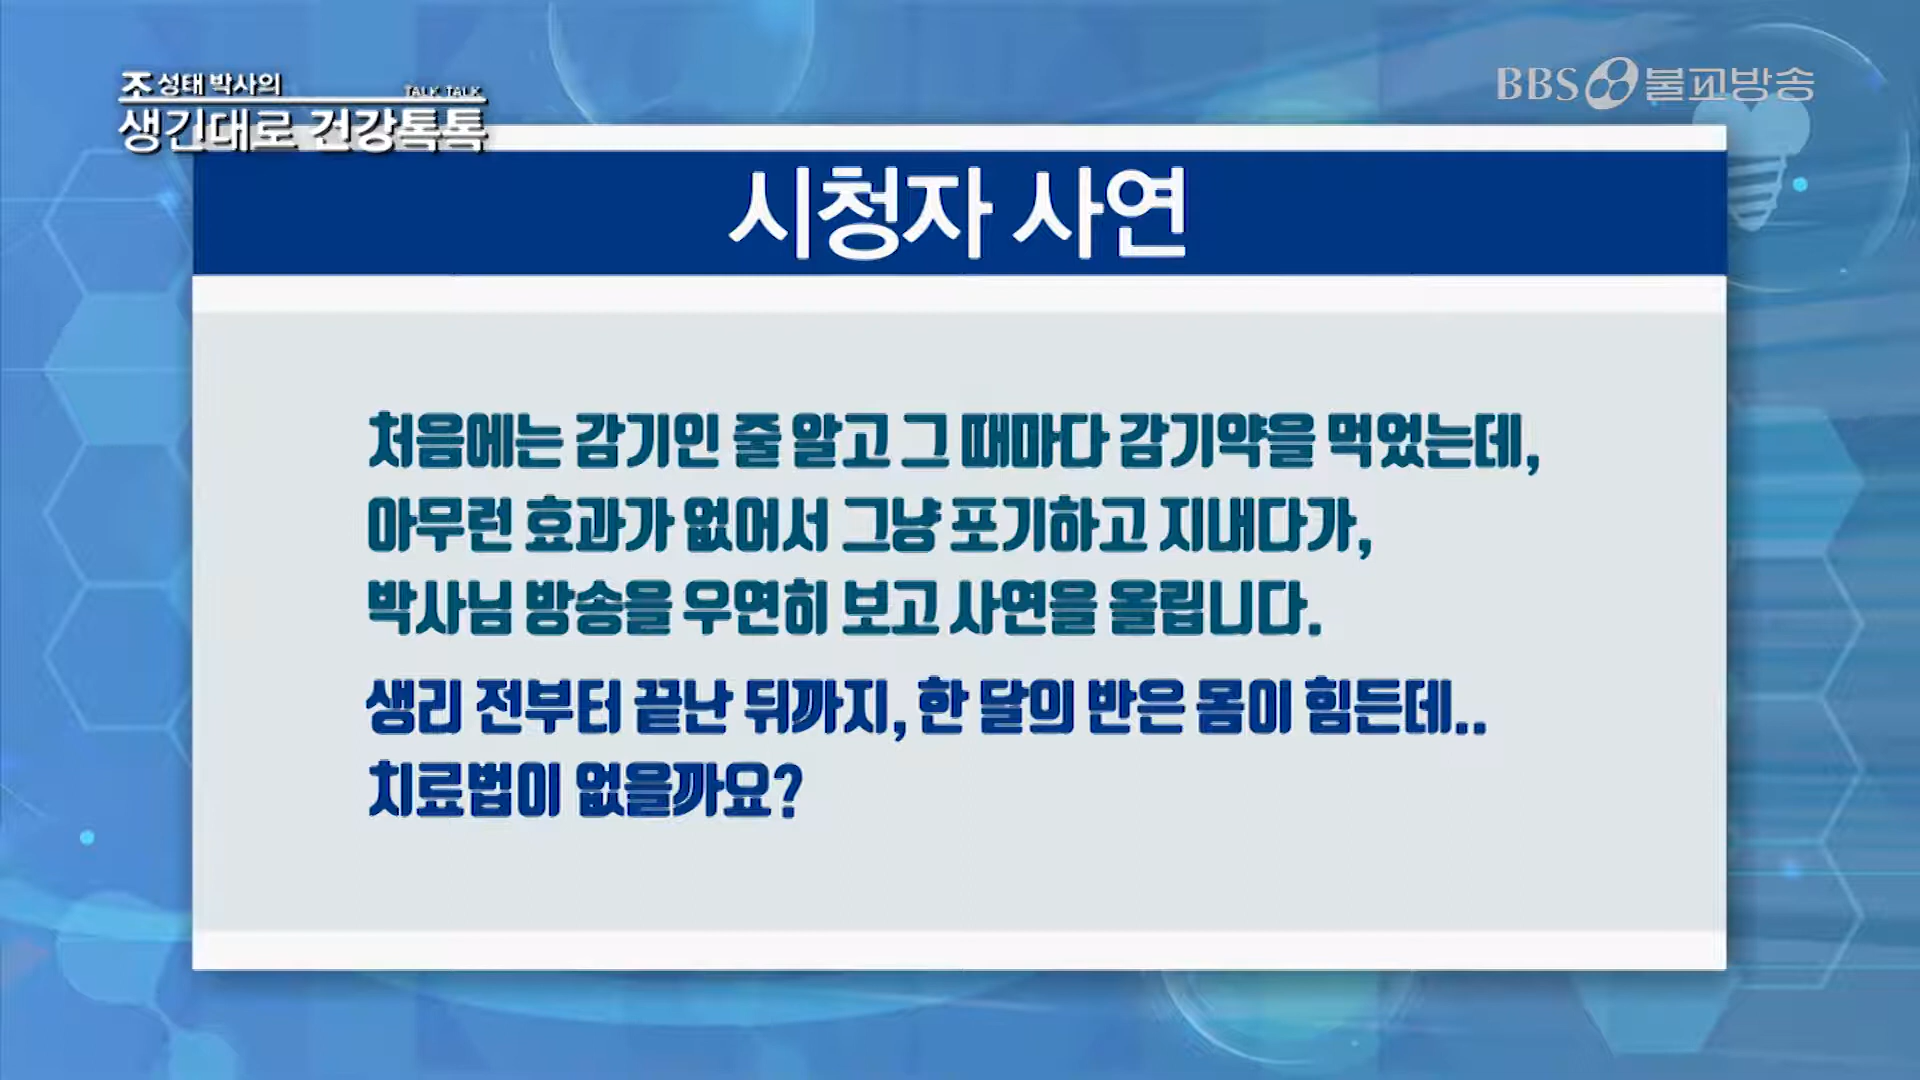 조성태 박사의
TALK TALK
생긴대로 건강톡톡
BBS 불교방송
시청자 사연
처음에는 감기인 줄 알고 그 때마다 감기약을 먹었는데,
아무런 효과가 없어서 그냥 포기하고 지내다가,
박사님 방송을 우연히 보고 사연을 올립니다.
생리 전부터 끝난 뒤까지, 한 달의 반은 몸이 힘든데..
치료법이 없을까요?